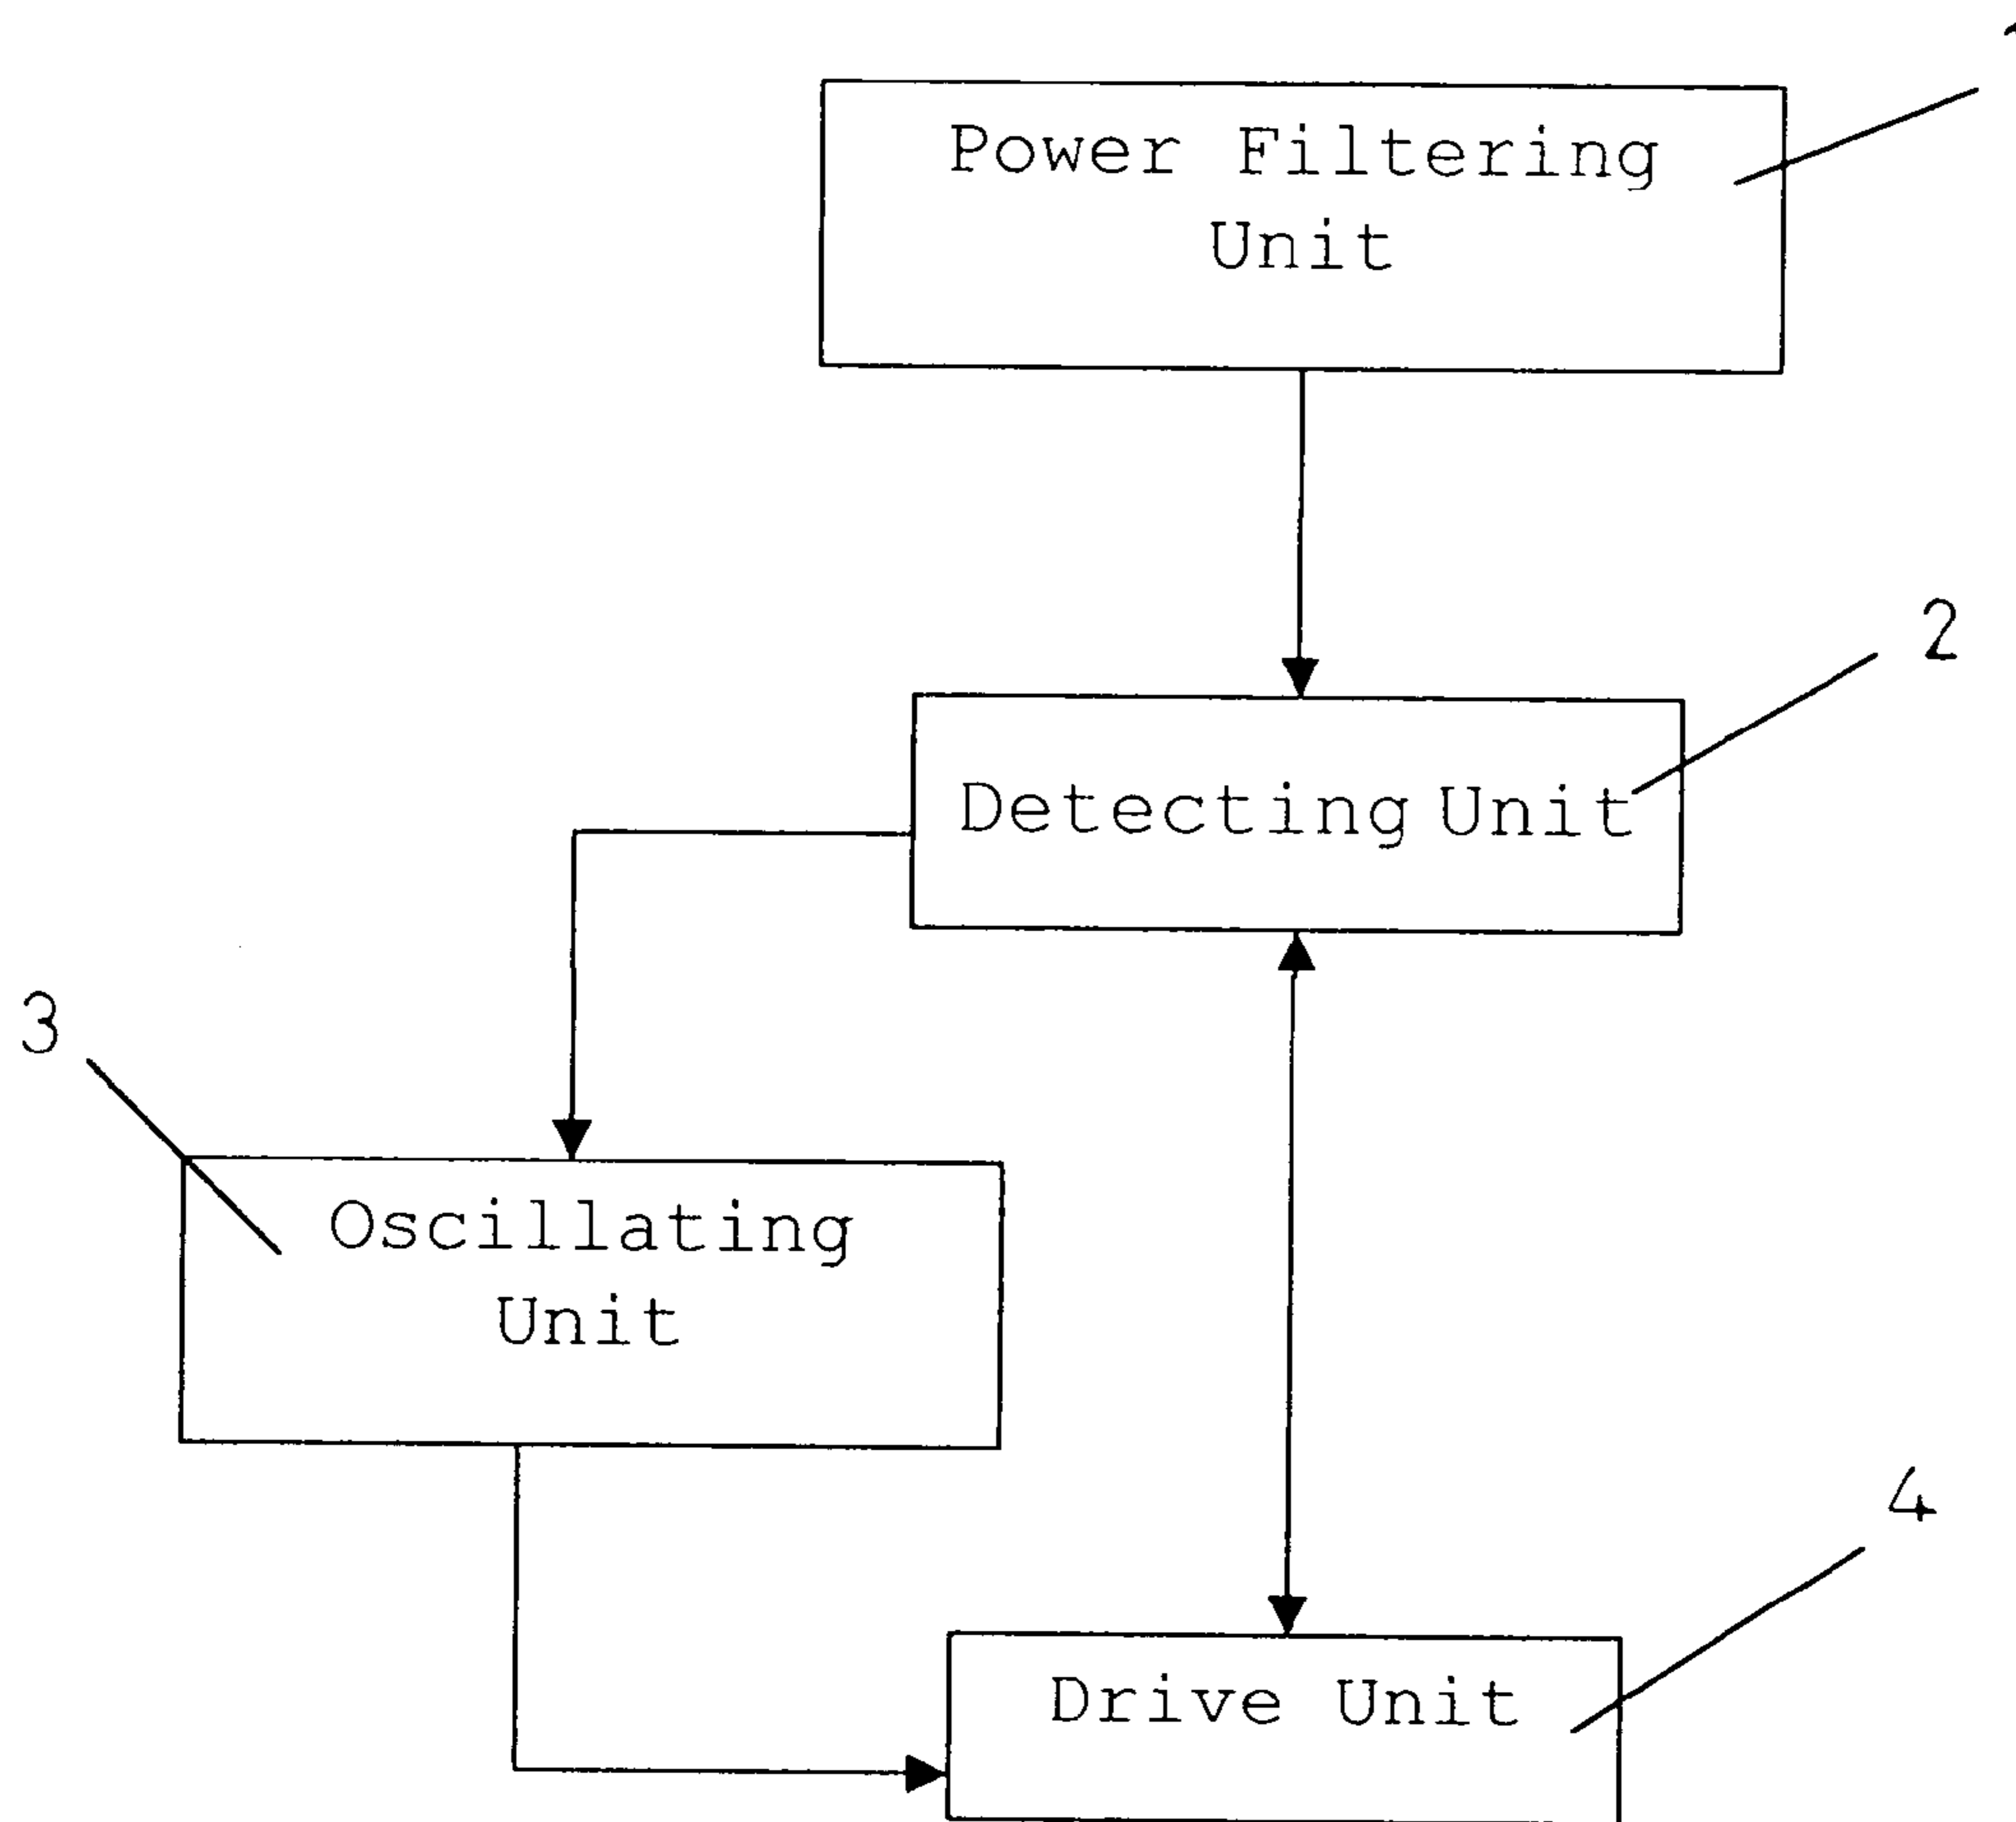 Power Filtering
Unit
2
Detecting Unit
3
Oscillating
Unit
4
Drive Unit